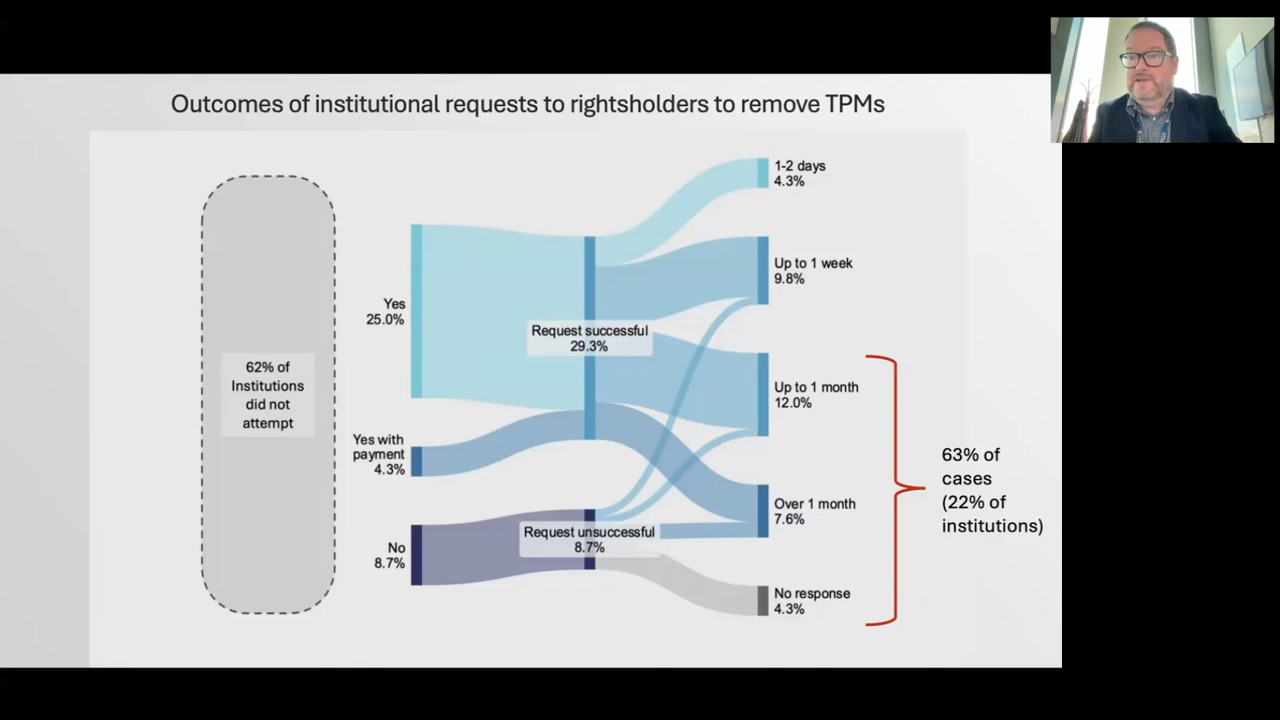 Outcomes of institutional requests to rightsholders to remove TPMs
62% of
Institutions
did not
attempt
Yes
25.0%
Yes with
payment
4.3%
No
8.7%
Request successful
29.3%
Request unsuccessful
8.7%
1-2 days
4.3%
Up to 1 week
9.8%
Up to 1 month
12.0%
Over 1 month
7.6%
No response
4.3%
63% of
cases
(22% of
institutions)